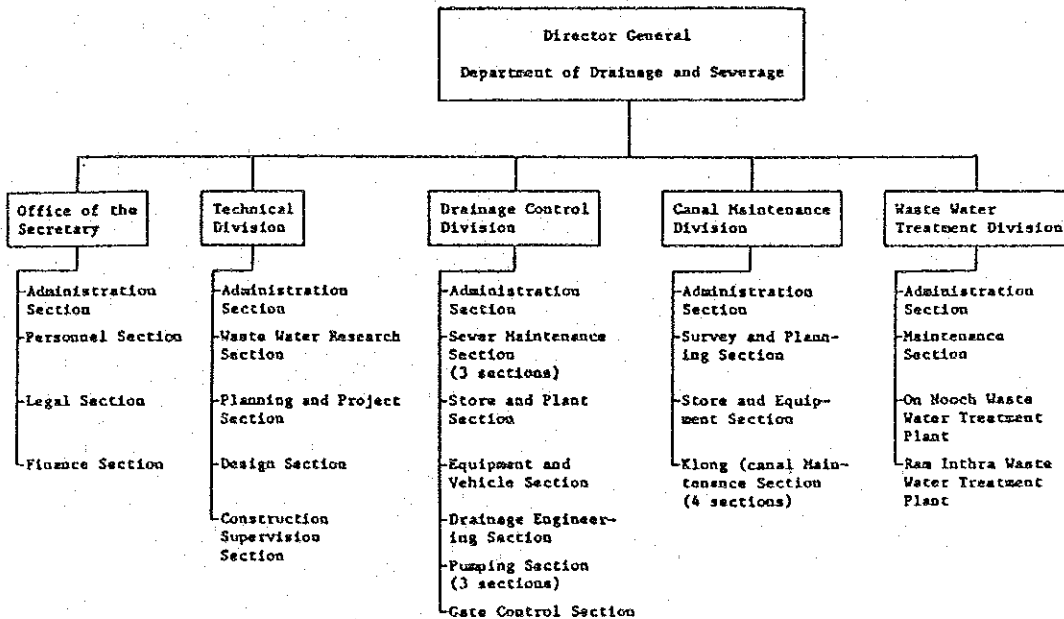 Director General
Department of Drainage and Sewerage
Office of the
Secretary
Administration
Section
Personnel Section
Legal Section
Finance Section
Technical
Division
Administration
Section
Waste Water Research
Section
Planning and Project
Section
Design Section
Construction
Supervision
Section
Drainage Control
Division
Administration
Section
Sewer Maintenance
Section
(3 sections)
Store and Plant
Section
Equipment and
Vehicle Section
Drainage Engineer-
ing Section
Pumping Section
(3 sections)
Gate Control Section
Canal Maintenance
Division
Administration
Section
Survey and Plann-
ing Section
Store and Equip-
ment Section
Klong (canal Main-
tenance Section
(4 sections)
Waste Water
Treatment Division
Administration
Section
Maintenance
Section
On Nooch Waste
Water Treatment
Plant
Ram Inthra Waste
Water Treatment
Plant